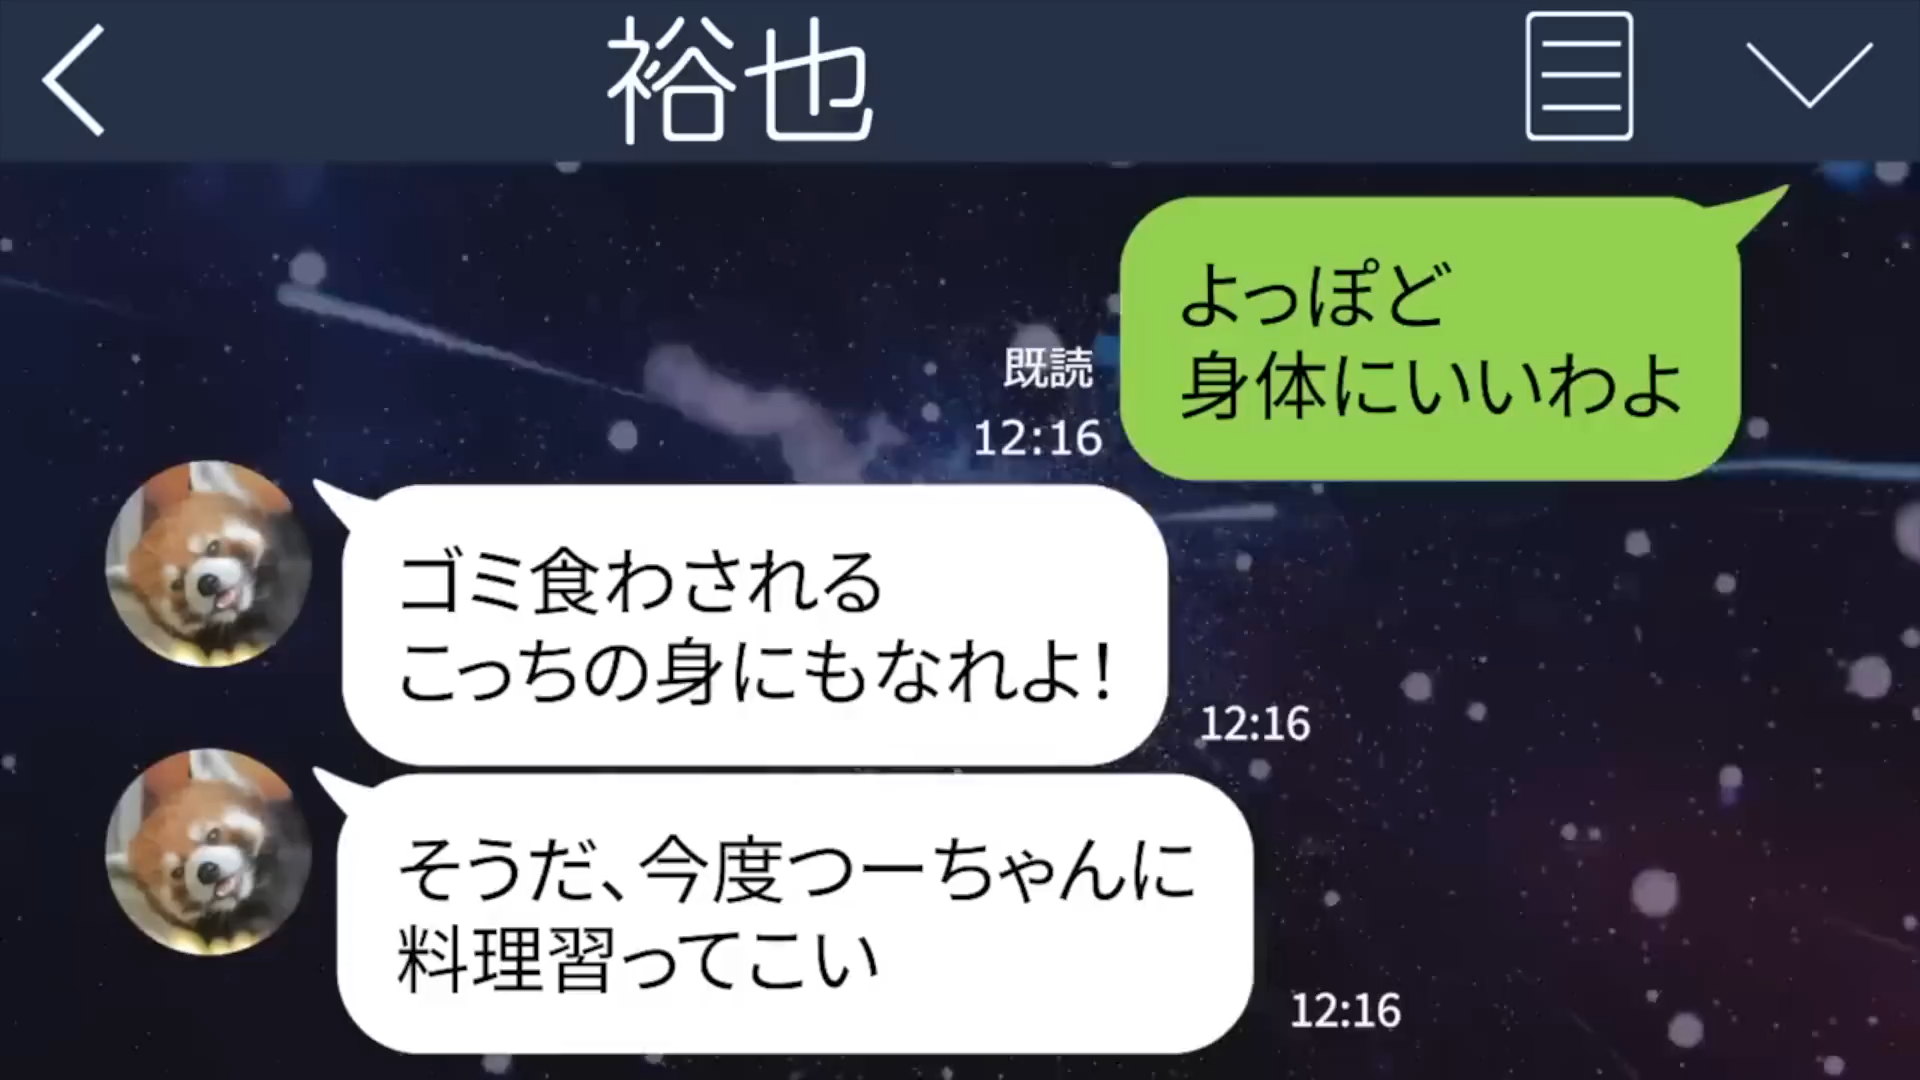 裕也
よっぽど
身体にいいわよ
既読
12:16
ゴミ食わされる
こっちの身にもなれよ!
12:16
そうだ、今度つーちゃんに
料理習ってこい
12:16